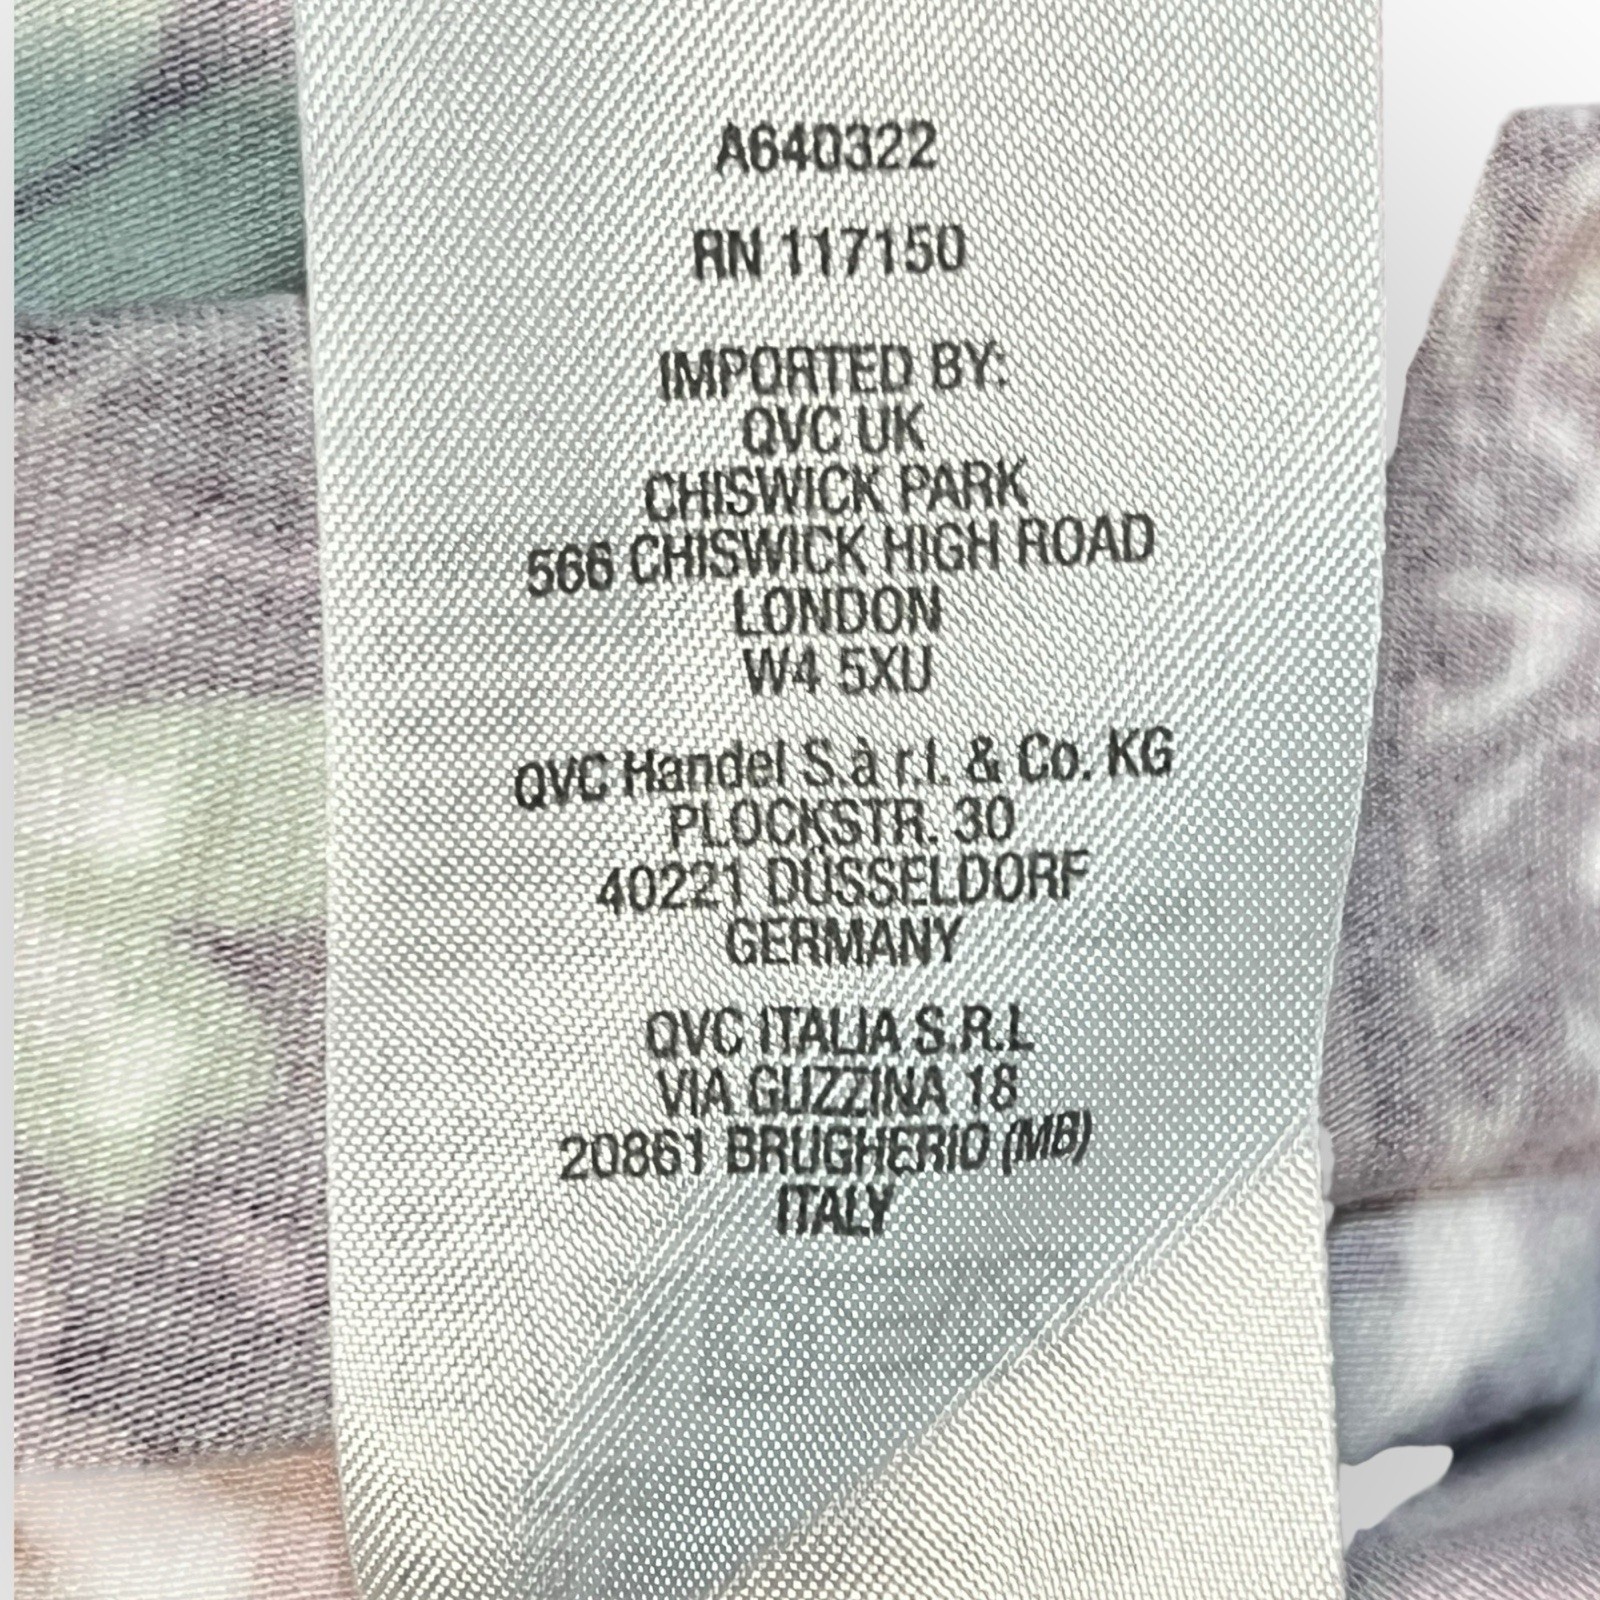 A640322
RN 117150
IMPORTED BY:
QVC UK
CHISWICK PARK
566 CHISWICK HIGH ROAD
LONDON
W4 5XU
QVC Handel S.à r.l. & Co. KG
PLOCKSTR. 30
40221 DÜSSELDORF
GERMANY
QVC ITALIA S.R.L
VIA GUZZINA 18
20861 BRUGHERIO (MB)
ITALY